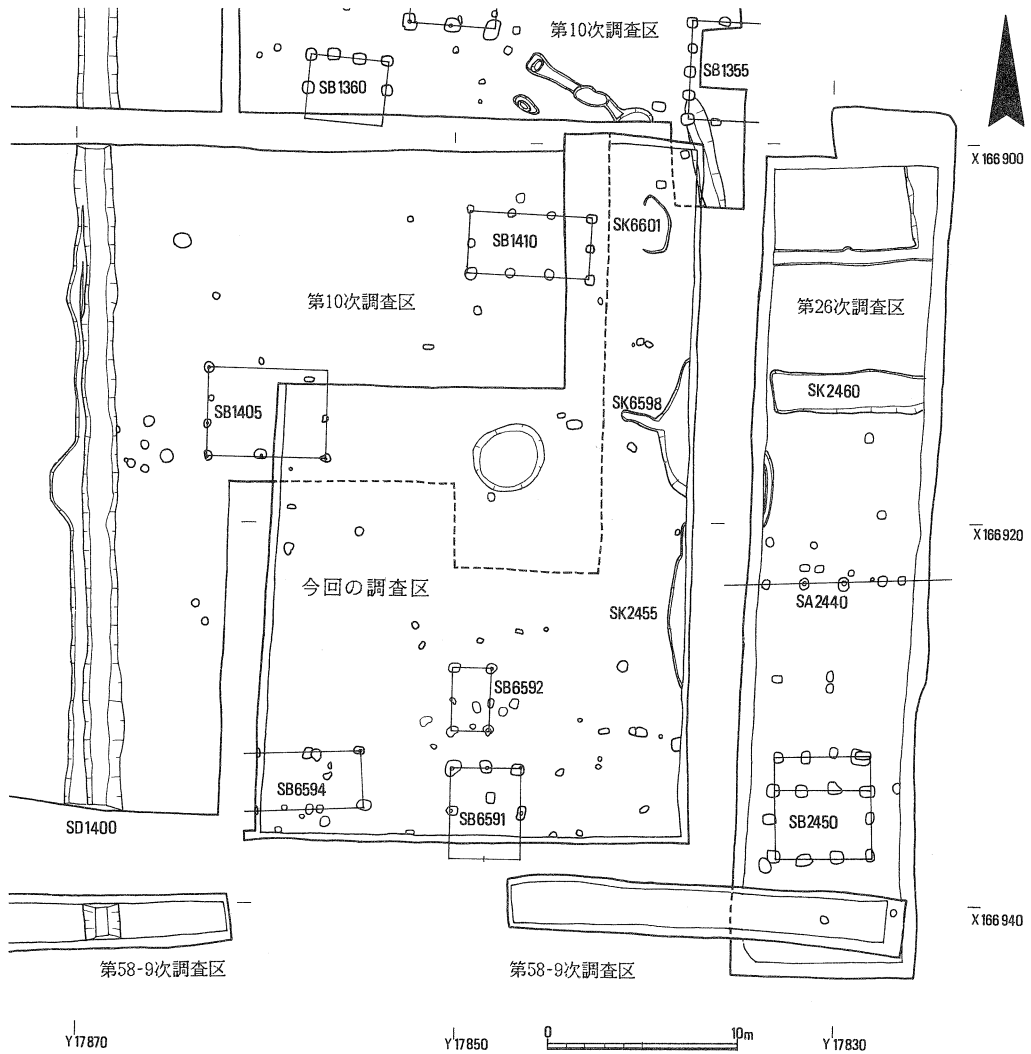 第10次調査区
SB1360
SB1355
X166900
SB1410
SK6601
第10次調査区
第26次調査区
SK2460
SB1405
SK6598
X166920
今回の調査区
SA2440
SK2455
SB6592
SB6594
SB6591
SB2450
SD1400
X166940
第58-9次調査区
第58-9次調査区
Y17870
Y17850
0
10m
Y17830